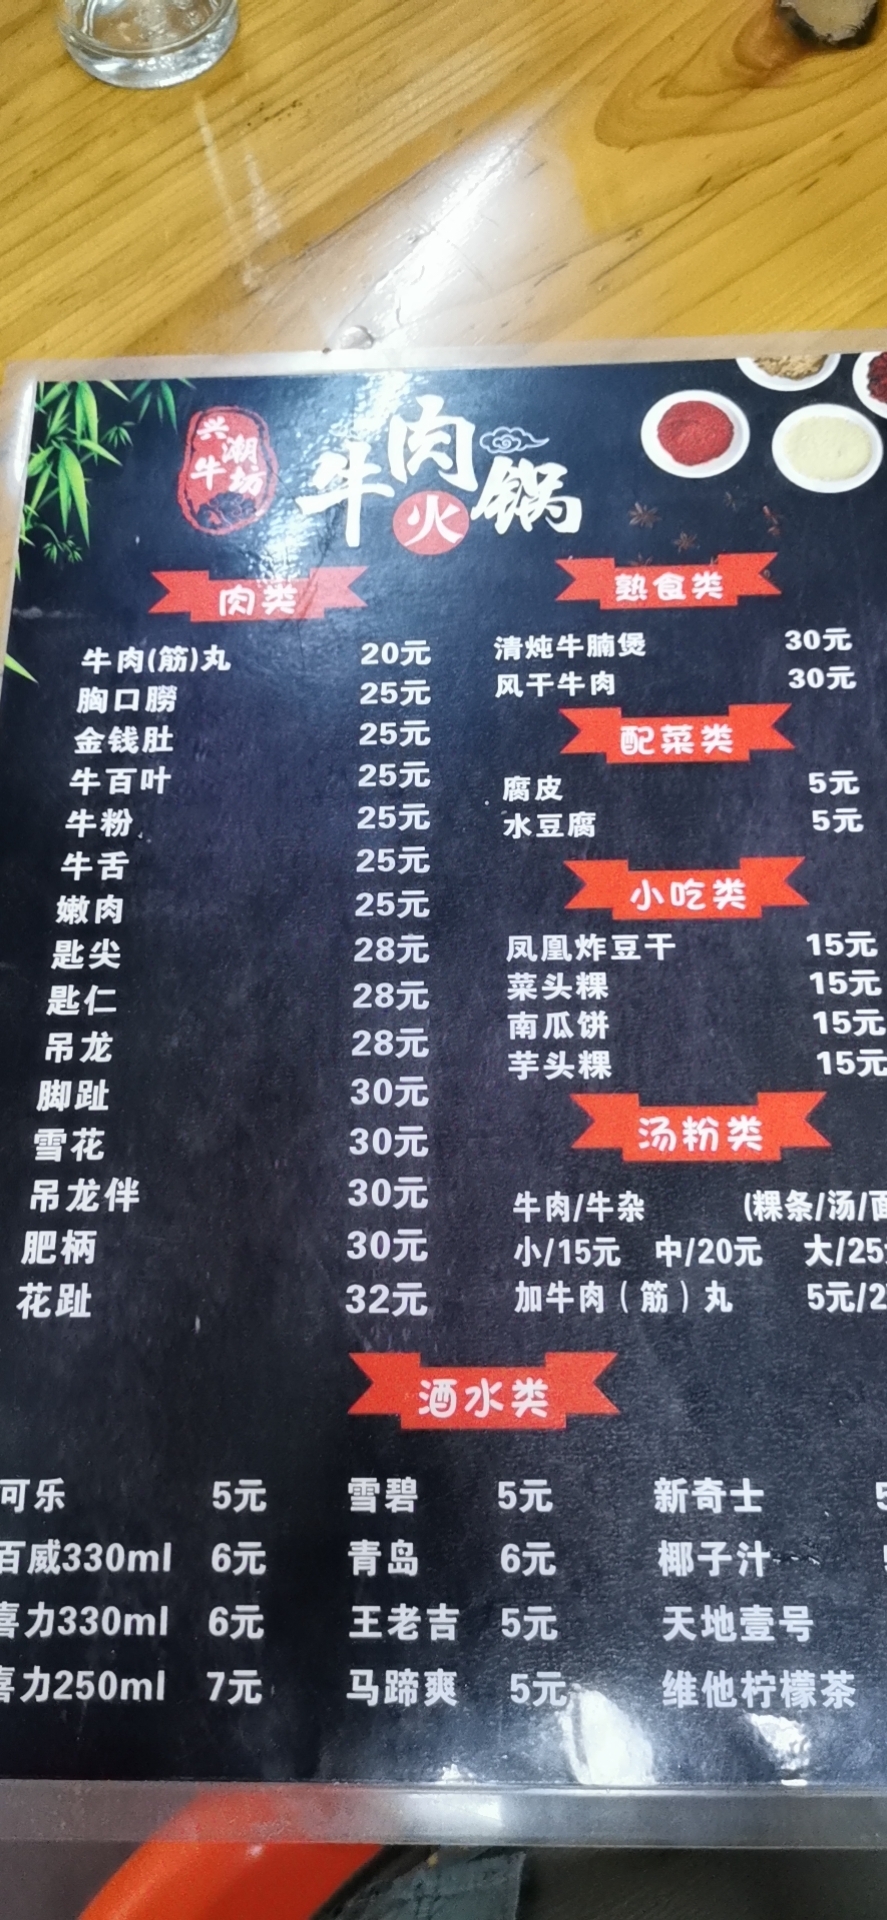 兴潮
牛坊
牛肉火锅
肉类
牛肉(筋)丸 20元
胸口朥 25元
金钱肚 25元
牛百叶 25元
牛粉 25元
牛舌 25元
嫩肉 25元
匙尖 28元
匙仁 28元
吊龙 28元
脚趾 30元
雪花 30元
吊龙伴 30元
肥柄 30元
花趾 32元
熟食类
清炖牛腩煲 30元
风干牛肉 30元
配菜类
腐皮 5元
水豆腐 5元
小吃类
凤凰炸豆干 15元
菜头粿 15元
南瓜饼 15元
芋头粿 15元
汤粉类
牛肉/牛杂 (粿条/汤/面
小/15元 中/20元 大/25
加牛肉(筋)丸 5元/2
酒水类
可乐 5元 雪碧 5元 新奇士 5
百威330ml 6元 青岛 6元 椰子汁
喜力330ml 6元 王老吉 5元 天地壹号
喜力250ml 7元 马蹄爽 5元 维他柠檬茶